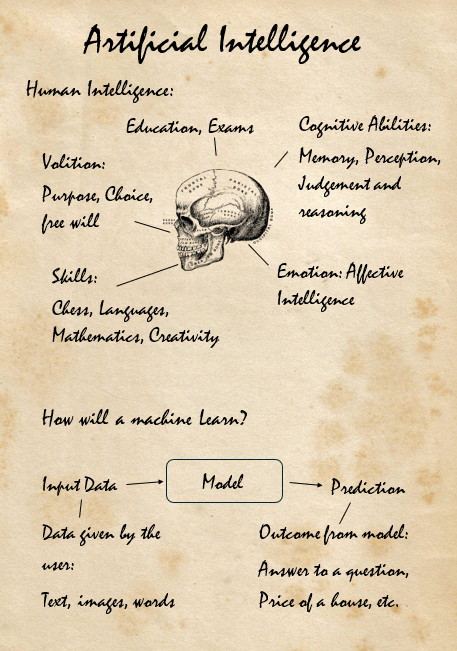 Artificial Intelligence
Human Intelligence:
Education, Exams
Cognitive Abilities:
Memory, Perception,
Judgement and
reasoning
Volition:
Purpose, Choice,
free will
Skills:
Chess, Languages,
Mathematics, Creativity
Emotion: Affective
Intelligence
How will a machine Learn?
Input Data
Model
Prediction
Data given by the
user:
Text, images, words
Outcome from model:
Answer to a question,
Price of a house, etc.